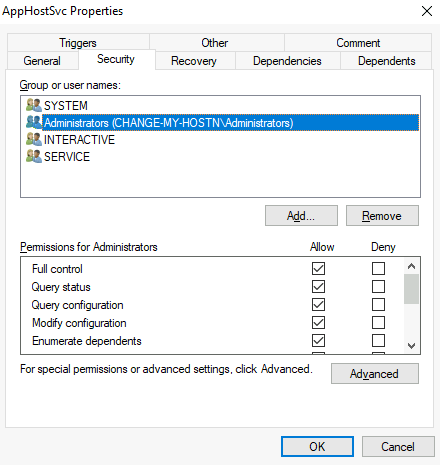 AppHostSvc Properties
Triggers Other Comment
General Security Recovery Dependencies Dependents
Group or user names:
SYSTEM
Administrators (CHANGE-MY-HOSTN\Administrators)
INTERACTIVE
SERVICE
Add... Remove
Permissions for Administrators Allow Deny
Full control
Query status
Query configuration
Modify configuration
Enumerate dependents
For special permissions or advanced settings, click Advanced. Advanced
OK Cancel